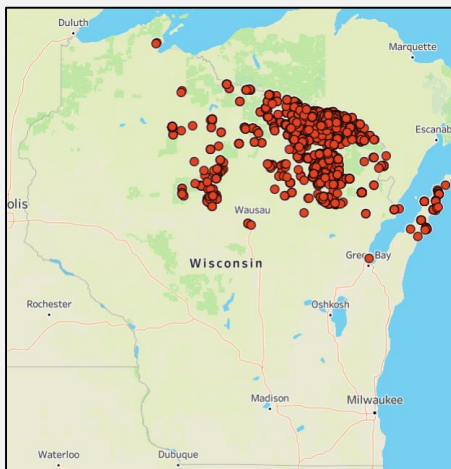 Duluth
Marquette
Escanab
olis
Wausau
Wisconsin
Green Bay
Rochester
Oshkosh
Madison
Milwaukee
Waterloo
Dubuque